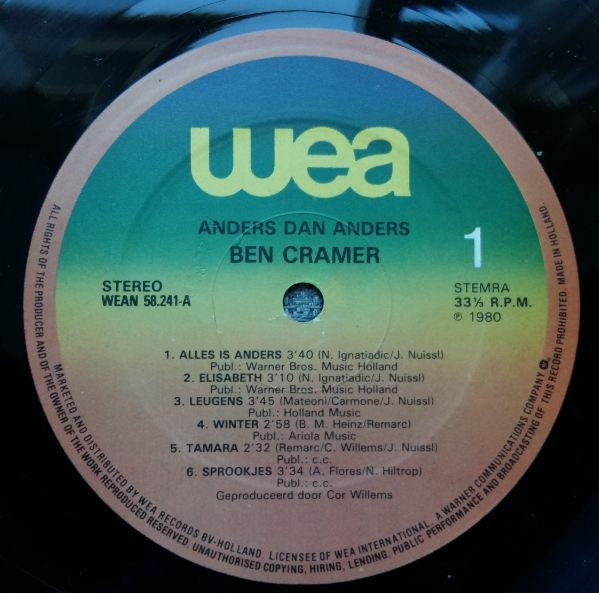 wea
ANDERS DAN ANDERS
BEN CRAMER
1
STEREO
WEAN 58.241-A
STEMRA
33⅓ R.P.M.
℗ 1980
1. ALLES IS ANDERS 3'40 (N. Ignatiadic/J. Nuissl)
Publ.: Warner Bros. Music Holland
2. ELISABETH 3'10 (N. Ignatiadic/J. Nuissl)
Publ.: Warner Bros. Music Holland
3. LEUGENS 3'45 (Mateoni/Carmone/J. Nuissl)
Publ.: Holland Music
4. WINTER 2'58 (B. M. Heinz/Remarc)
Publ.: Ariola Music
5. TAMARA 2'32 (Remarc/C. Willems/J. Nuissl)
Publ.: c.c.
6. SPROOKJES 3'34 (A. Flores/N. Hiltrop)
Publ.: c.c.
Geproduceerd door Cor Willems
ALL RIGHTS OF THE PRODUCER AND OF THE OWNER OF THE WORK REPRODUCED RESERVED. UNAUTHORISED COPYING, HIRING, LENDING, PUBLIC PERFORMANCE AND BROADCASTING OF THIS RECORD PROHIBITED. MADE IN HOLLAND.
MARKETED AND DISTRIBUTED BY WEA RECORDS BV-HOLLAND. LICENSEE OF WEA INTERNATIONAL. A WARNER COMMUNICATIONS COMPANY